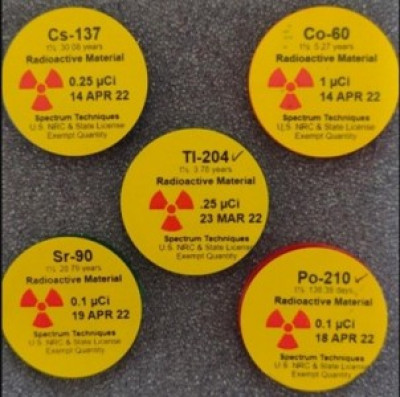 Cs-137
t½ 30.08 years
Radioactive Material
0.25 µCi
14 APR 22
Spectrum Techniques
U.S. NRC & State License
Exempt Quantity
Co-60
t½ 5.27 years
Radioactive Material
1 µCi
14 APR 22
Spectrum Techniques
U.S. NRC & State License
Exempt Quantity
Tl-204 ✓
t½ 3.78 years
Radioactive Material
.25 µCi
23 MAR 22
Spectrum Techniques
U.S. NRC & State License
Exempt Quantity
Sr-90
t½ 28.79 years
Radioactive Material
0.1 µCi
19 APR 22
Spectrum Techniques
U.S. NRC & State License
Exempt Quantity
Po-210 ✓
t½ 138.38 days
Radioactive Material
0.1 µCi
18 APR 22
Spectrum Techniques
U.S. NRC & State License
Exempt Quantity